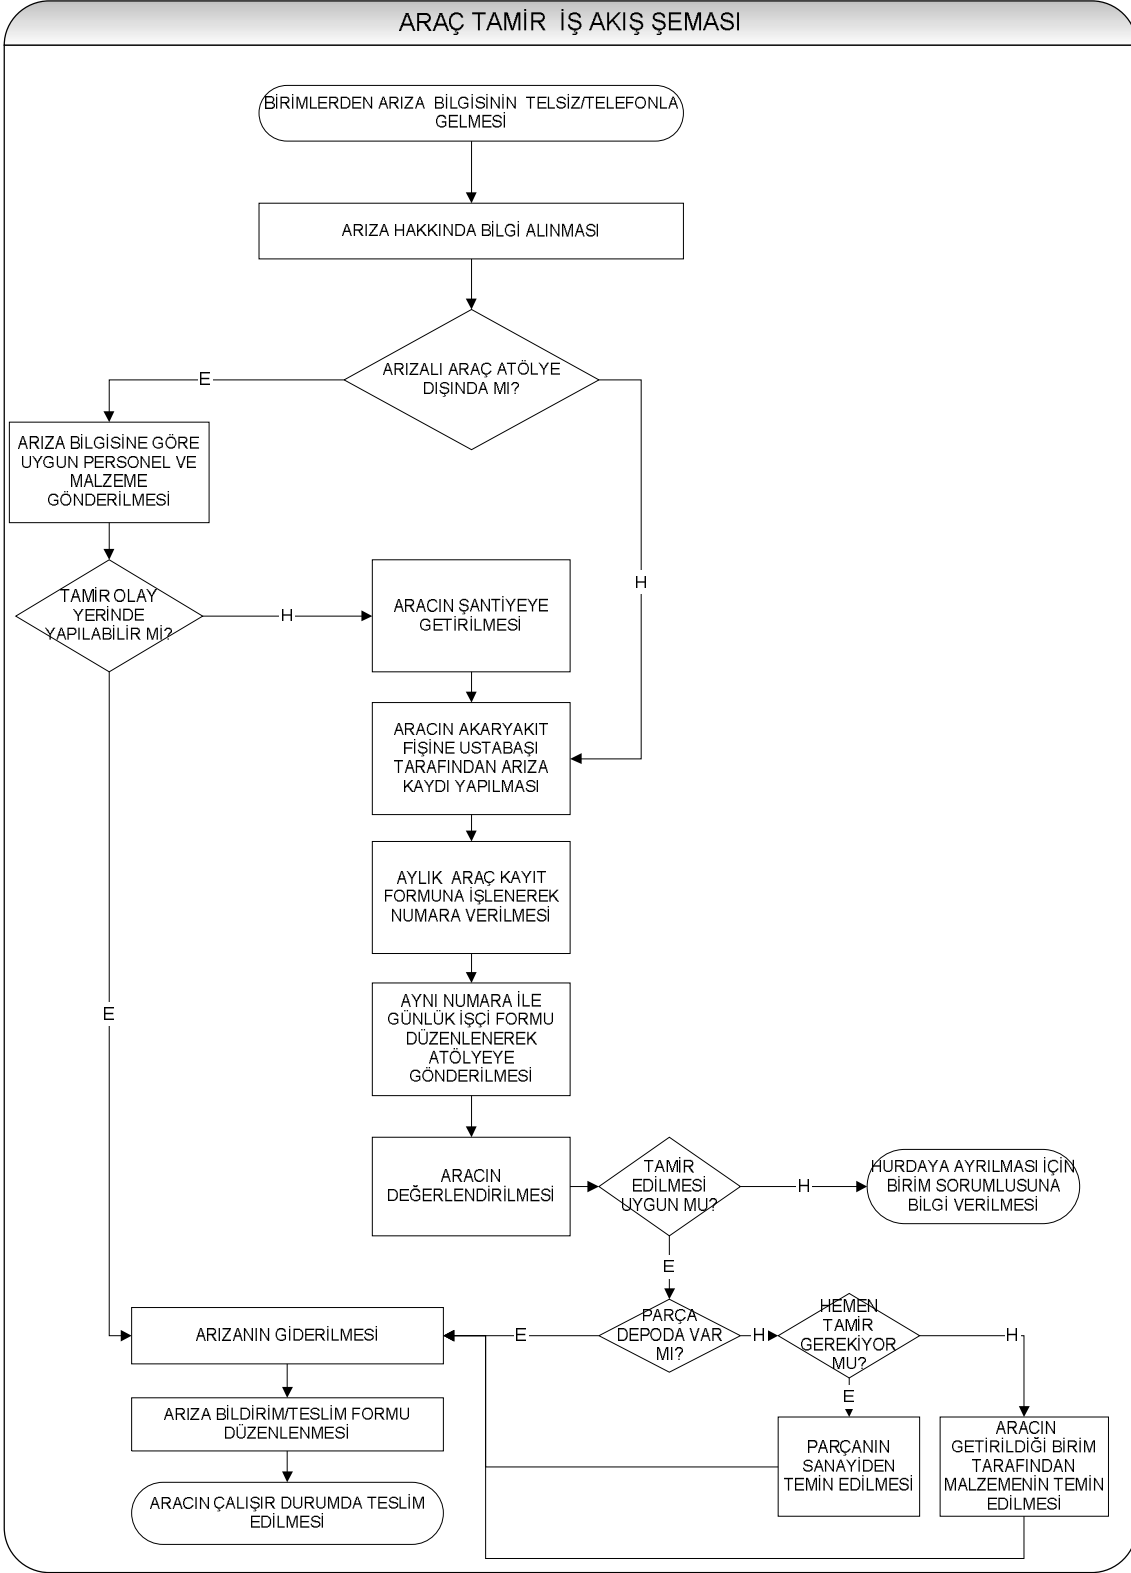 ARAÇ TAMİR İŞ AKIŞ ŞEMASI
BİRİMLERDEN ARIZA BİLGİSİNİN TELSİZ/TELEFONLA
GELMESİ
ARIZA HAKKINDA BİLGİ ALINMASI
ARIZALI ARAÇ ATÖLYE
DIŞINDA MI?
E
ARIZA BİLGİSİNE GÖRE
UYGUN PERSONEL VE
MALZEME
GÖNDERİLMESİ
H
TAMİR OLAY
YERİNDE
YAPILABİLİR Mİ?
H
ARACIN ŞANTİYEYE
GETİRİLMESİ
ARACIN AKARYAKIT
FİŞİNE USTABAŞI
TARAFINDAN ARIZA
KAYDI YAPILMASI
AYLIK ARAÇ KAYIT
FORMUNA İŞLENEREK
NUMARA VERİLMESİ
E
AYNI NUMARA İLE
GÜNLÜK İŞÇİ FORMU
DÜZENLENEREK
ATÖLYEYE
GÖNDERİLMESİ
ARACIN
DEĞERLENDİRİLMESİ
TAMİR
EDİLMESİ
UYGUN MU?
H
HURDAYA AYRILMASI İÇİN
BİRİM SORUMLUSUNA
BİLGİ VERİLMESİ
E
ARIZANIN GİDERİLMESİ
E
PARÇA
DEPODA VAR
MI?
H
HEMEN
TAMİR
GEREKİYOR
MU?
H
E
ARIZA BİLDİRİM/TESLİM FORMU
DÜZENLENMESİ
PARÇANIN
SANAYİDEN
TEMİN EDİLMESİ
ARACIN
GETİRİLDİĞİ BİRİM
TARAFINDAN
MALZEMENİN TEMİN
EDİLMESİ
ARACIN ÇALIŞIR DURUMDA TESLİM
EDİLMESİ